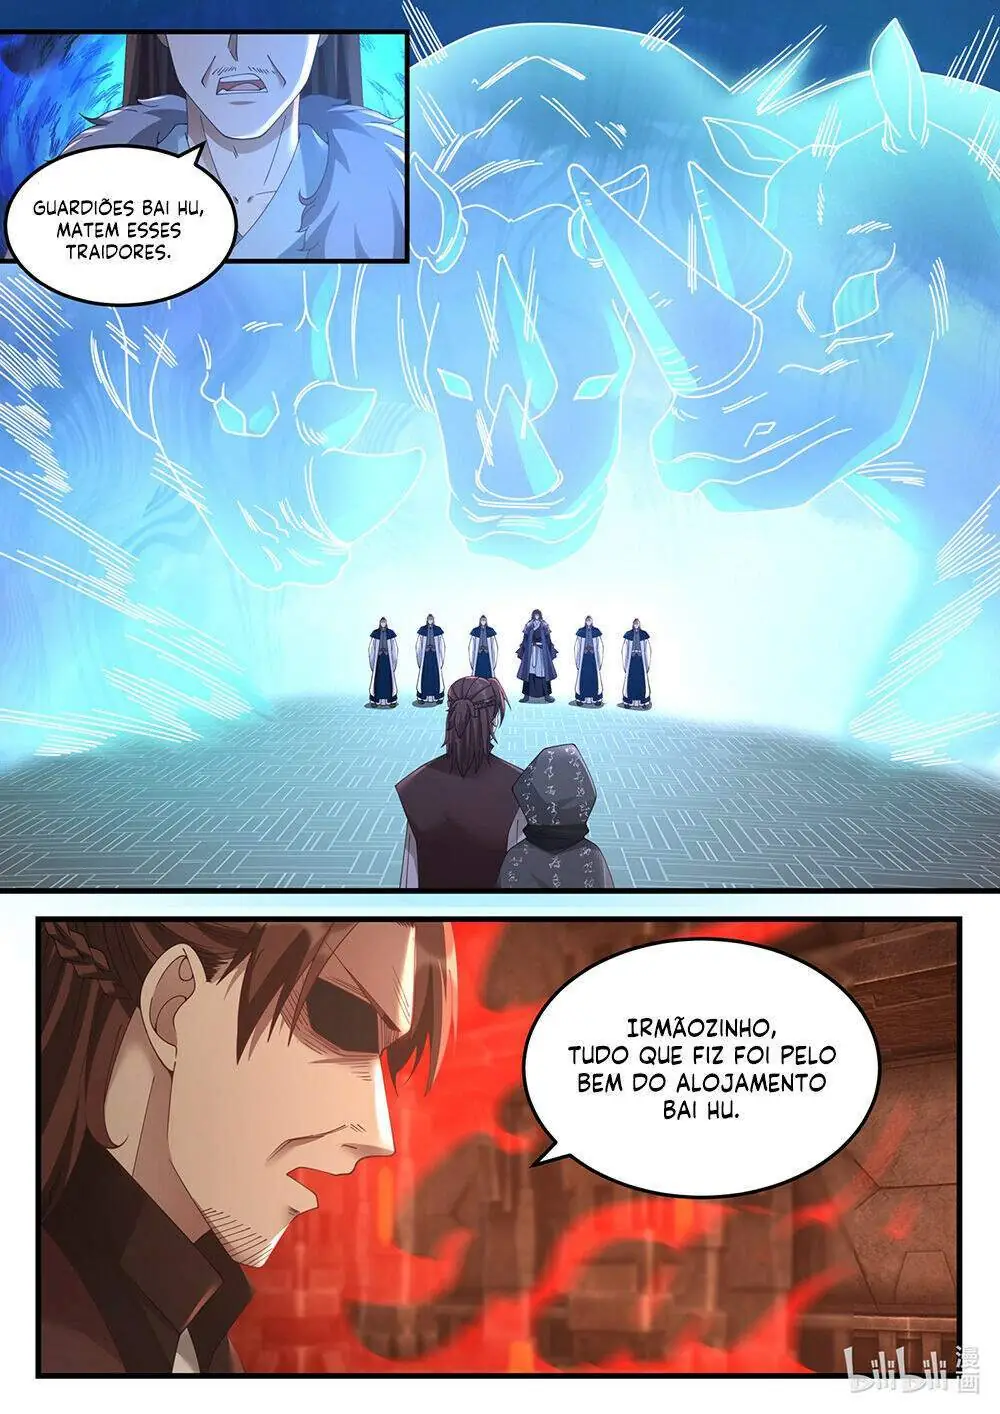 GUARDIÕES BAI HU,
MATEM ESSES
TRAIDORES.
IRMÃOZINHO,
TUDO QUE FIZ FOI PELO
BEM DO ALOJAMENTO
BAI HU.
bilibili 漫画